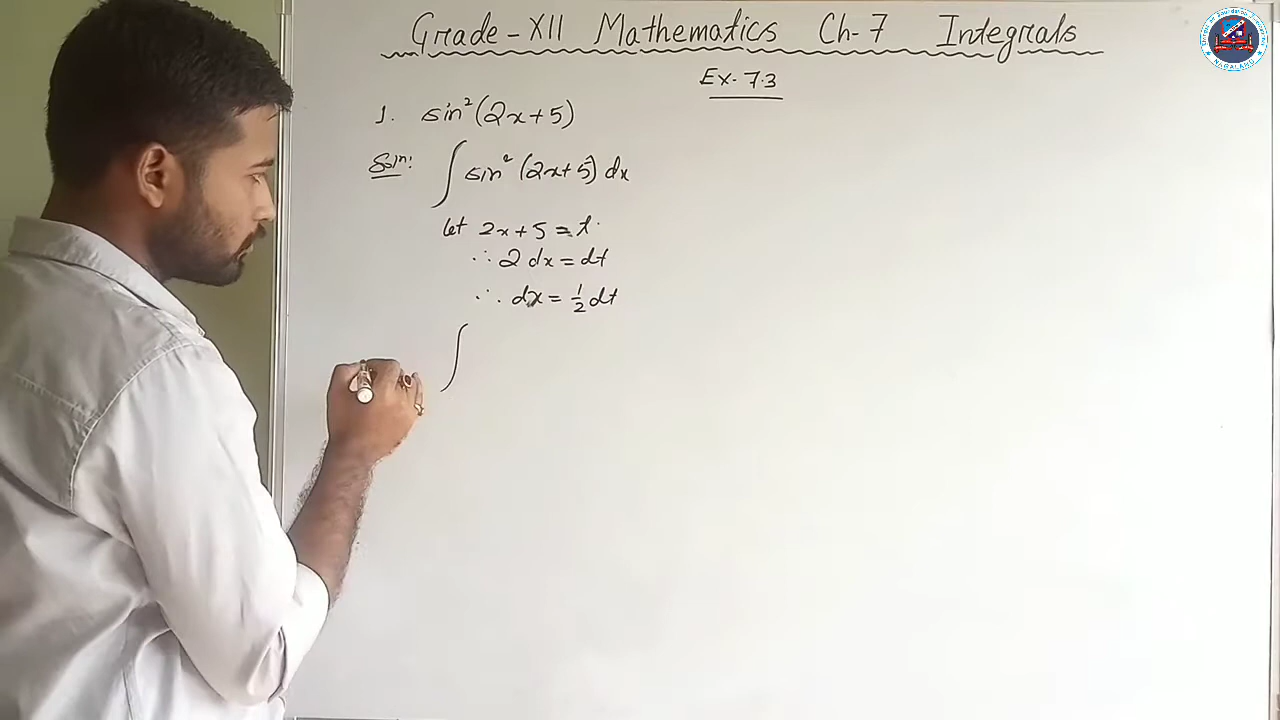 Grade-XII Mathematics Ch-7 Integrals
Ex. 7.3
1. sin²(2x+5)
Soln: ∫ sin² (2x+5) dx
let 2x+5 = t.
∴ 2 dx = dt
∴ dx = 1/2 dt
∫
NABALANG